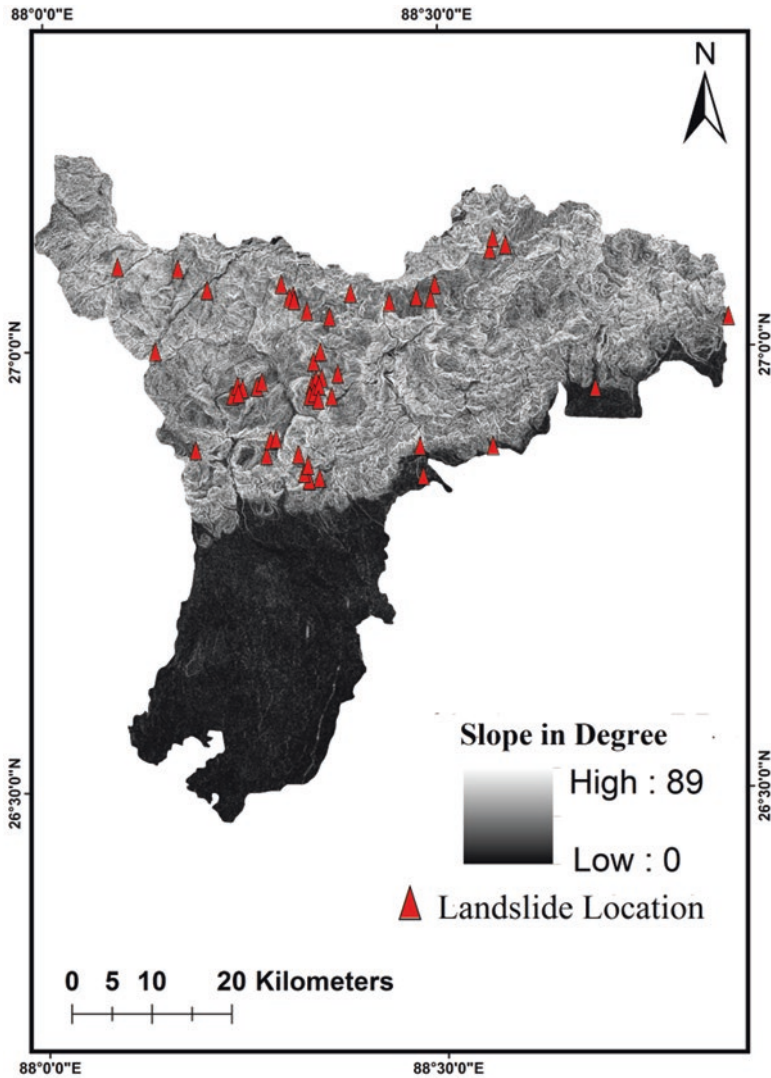 88°0'0"E 88°30'0"E
N
27°0'0"N 27°0'0"N
Slope in Degree
High : 89
Low : 0
26°30'0"N 26°30'0"N
Landslide Location
0 5 10 20 Kilometers
88°0'0"E 88°30'0"E